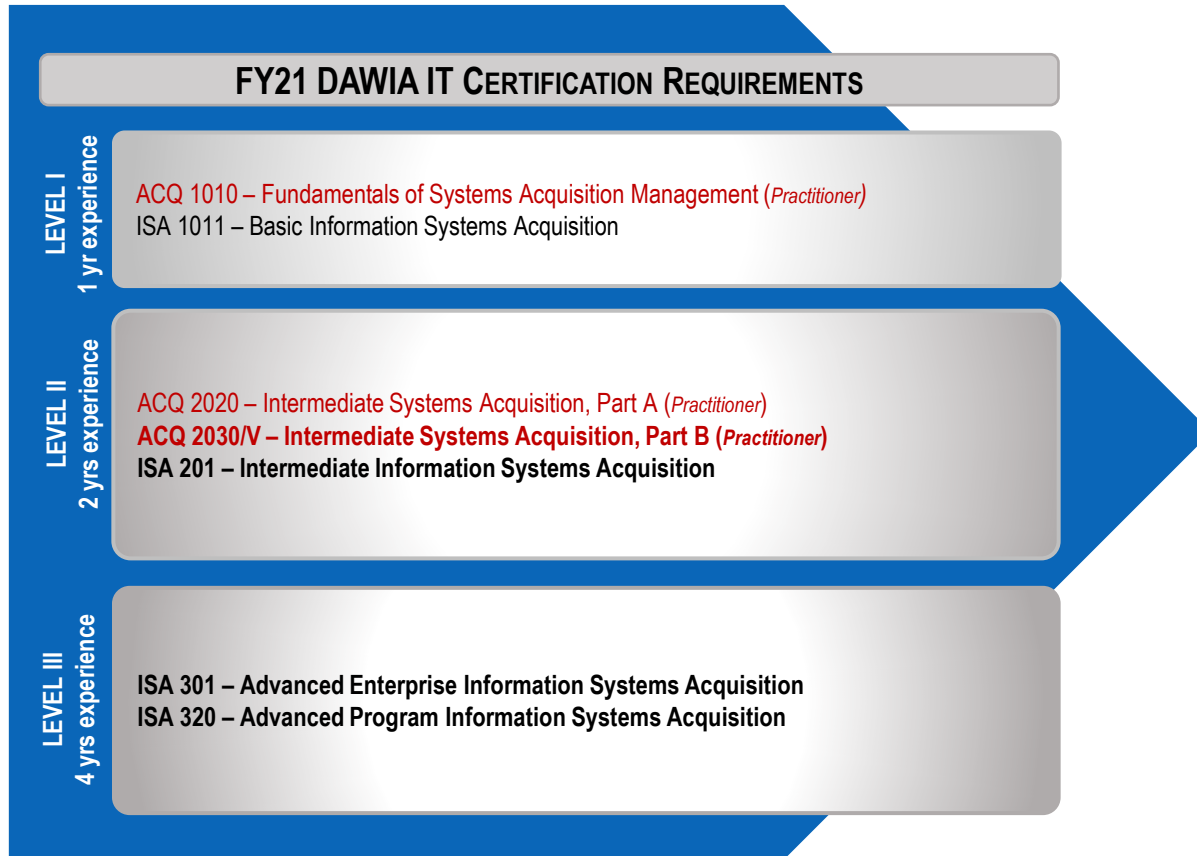 FY21 DAWIA IT CERTIFICATION REQUIREMENTS
LEVEL I
1 yr experience
ACQ 1010 – Fundamentals of Systems Acquisition Management (Practitioner)
ISA 1011 – Basic Information Systems Acquisition
LEVEL II
2 yrs experience
ACQ 2020 – Intermediate Systems Acquisition, Part A (Practitioner)
ACQ 2030/V – Intermediate Systems Acquisition, Part B (Practitioner)
ISA 201 – Intermediate Information Systems Acquisition
LEVEL III
4 yrs experience
ISA 301 – Advanced Enterprise Information Systems Acquisition
ISA 320 – Advanced Program Information Systems Acquisition